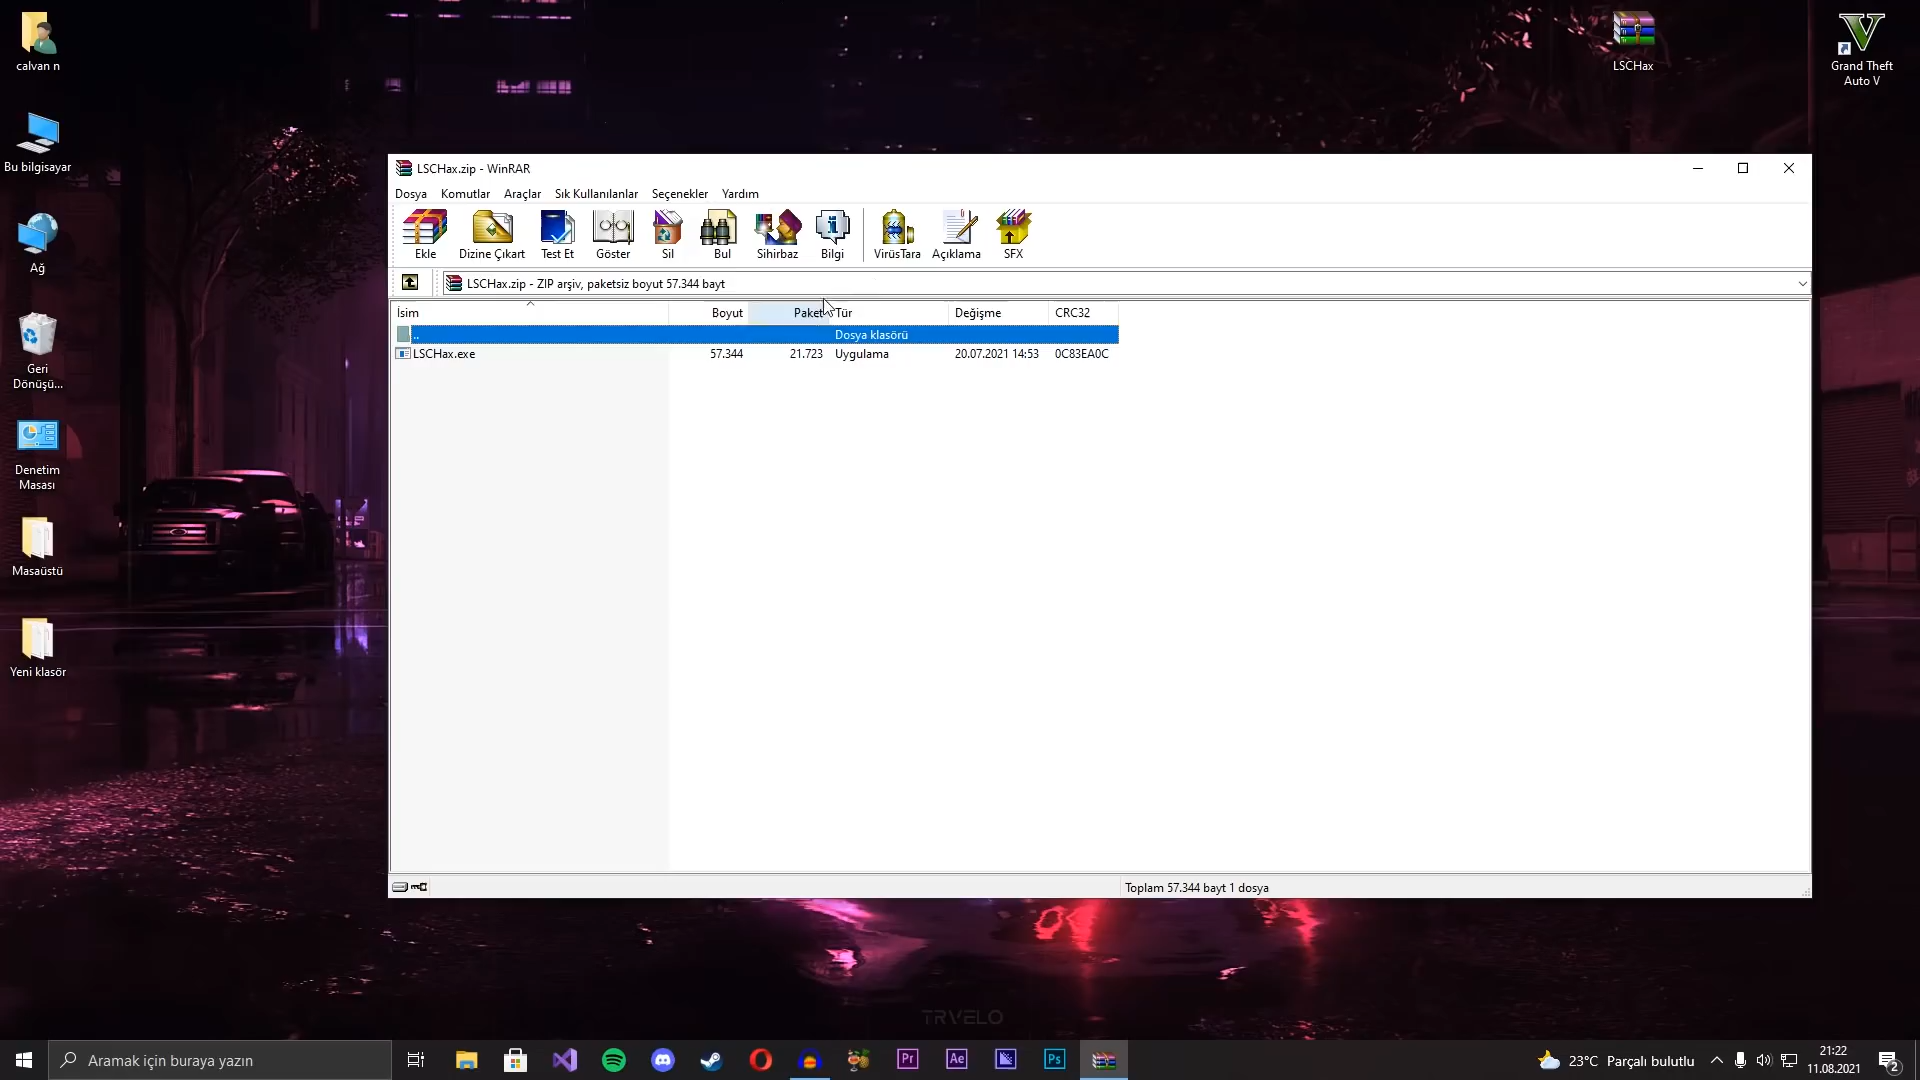 calvan n
Bu bilgisayar
Ağ
Geri
Dönüşü...
Denetim
Masası
Masaüstü
Yeni klasör
LSCHax
Grand Theft
Auto V
LSCHax.zip - WinRAR
Dosya Komutlar Araçlar Sık Kullanılanlar Seçenekler Yardım
Ekle Dizine Çıkart Test Et Göster Sil Bul Sihirbaz Bilgi VirüsTara Açıklama SFX
LSCHax.zip - ZIP arşiv, paketsiz boyut 57.344 bayt
İsim Boyut Paket Tür Değişme CRC32
.. Dosya klasörü
LSCHax.exe 57.344 21.723 Uygulama 20.07.2021 14:53 0C83EA0C
Toplam 57.344 bayt 1 dosya
TRVELO
Aramak için buraya yazın
Pr
Ae
Ps
23°C Parçalı bulutlu
21:22
11.08.2021
2